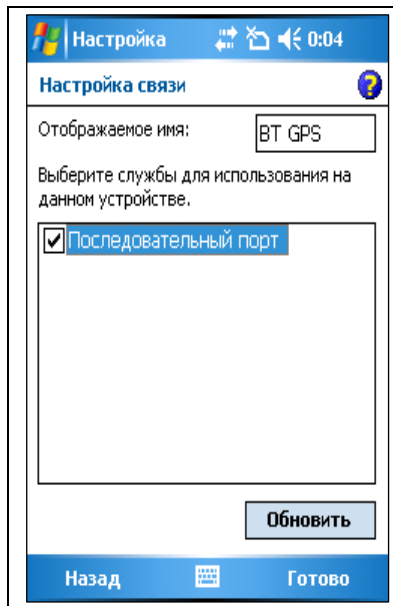 Настройка 0:04
Настройка связи
Отображаемое имя: BT GPS
Выберите службы для использования на
данном устройстве.
Последовательный порт
Обновить
Назад Готово